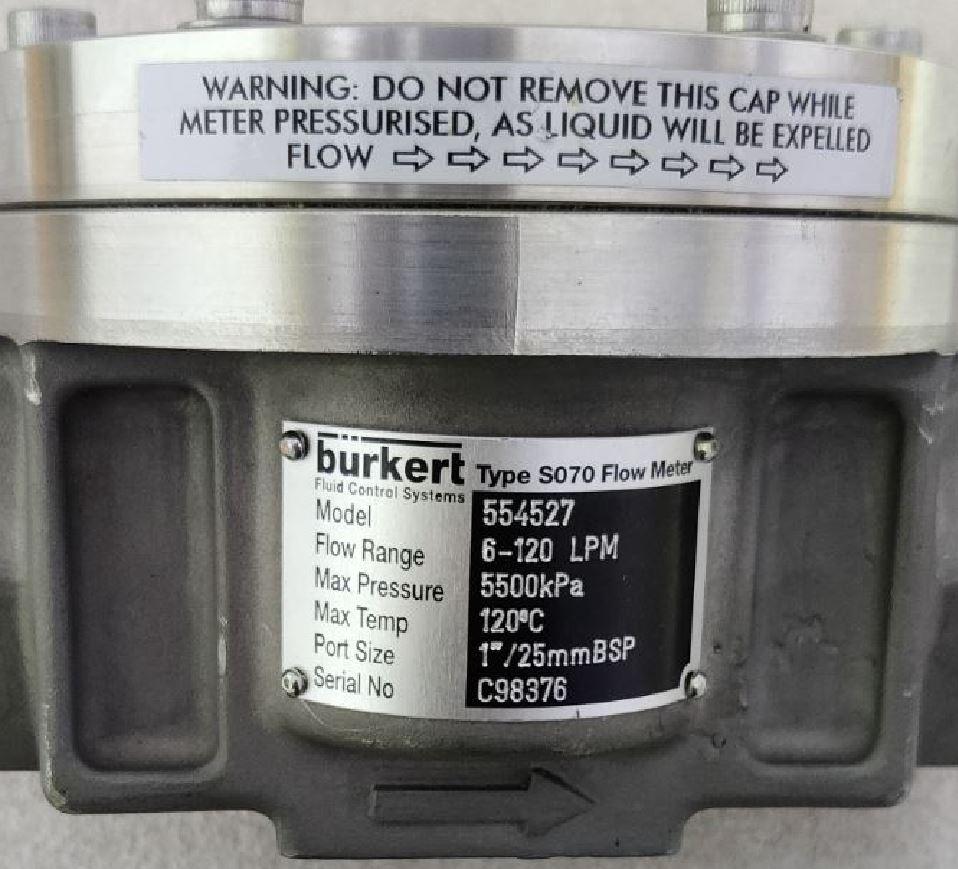 WARNING: DO NOT REMOVE THIS CAP WHILE
METER PRESSURISED, AS LIQUID WILL BE EXPELLED
FLOW ⇨ ⇨ ⇨ ⇨ ⇨ ⇨ ⇨ ⇨
bürkert Type S070 Flow Meter
Fluid Control Systems
Model 554527
Flow Range 6-120 LPM
Max Pressure 5500kPa
Max Temp 120°C
Port Size 1"/25mmBSP
Serial No C98376